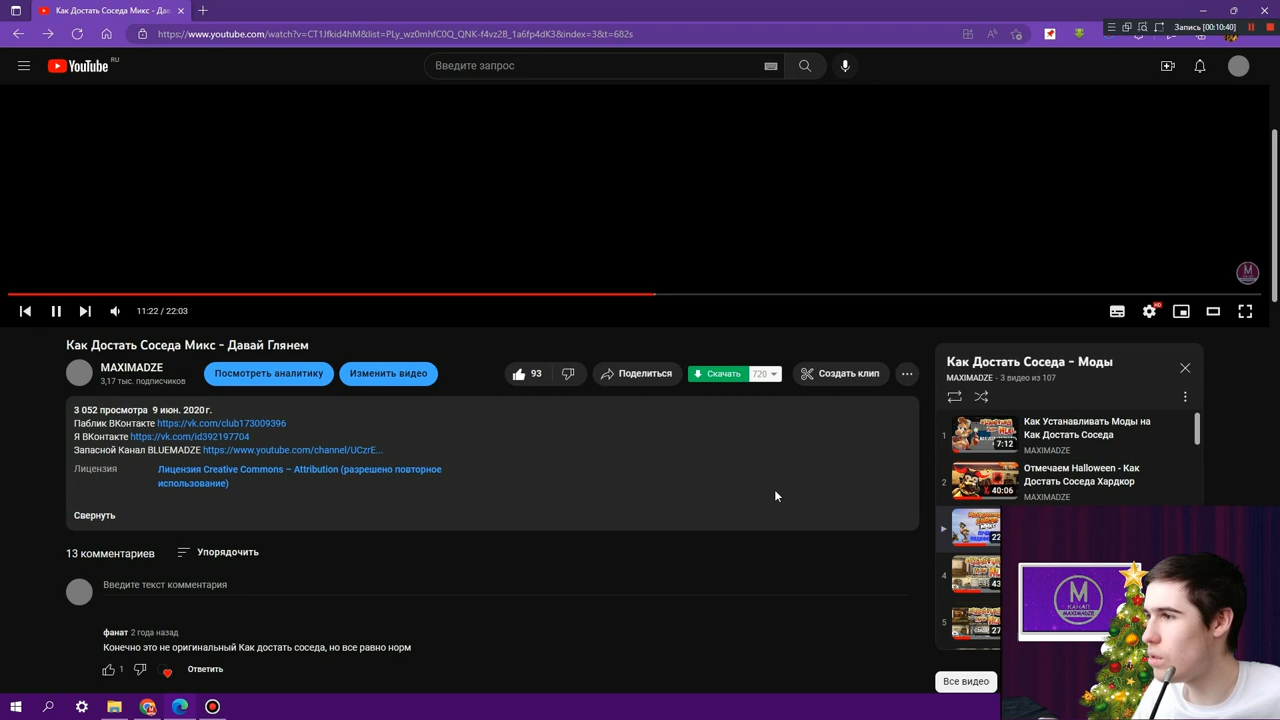 Как Достать Соседа Микс - Дав
Запись [00:10:40]
https://www.youtube.com/watch?v=CT1Jfkid4hM&list=PLy_wz0mhfC0Q_QNK-f4vz2B_1a6fp4dK3&index=3&t=682s
YouTube RU
Введите запрос
M
11:22 / 22:03
HD
Как Достать Соседа Микс - Давай Глянем
MAXIMADZE
3,17 тыс. подписчиков
Посмотреть аналитику
Изменить видео
93
Поделиться
Скачать 720
Создать клип
3 052 просмотра 9 июн. 2020 г.
Паблик ВКонтакте https://vk.com/club173009396
Я ВКонтакте https://vk.com/id392197704
Запасной Канал BLUEMADZE https://www.youtube.com/channel/UCzrE...
Лицензия
Лицензия Creative Commons – Attribution (разрешено повторное
использование)
Свернуть
13 комментариев
Упорядочить
Введите текст комментария
фанат 2 года назад
Конечно это не оригинальный Как достать соседа, но все равно норм
1
Ответить
Как Достать Соседа - Моды
MAXIMADZE - 3 видео из 107
1
7:12
Как Устанавливать Моды на
Как Достать Соседа
MAXIMADZE
2
40:06
Отмечаем Halloween - Как
Достать Соседа Хардкор
MAXIMADZE
22
4
43
5
27
Все видео
M
КАНАЛ
MAXIMADZE